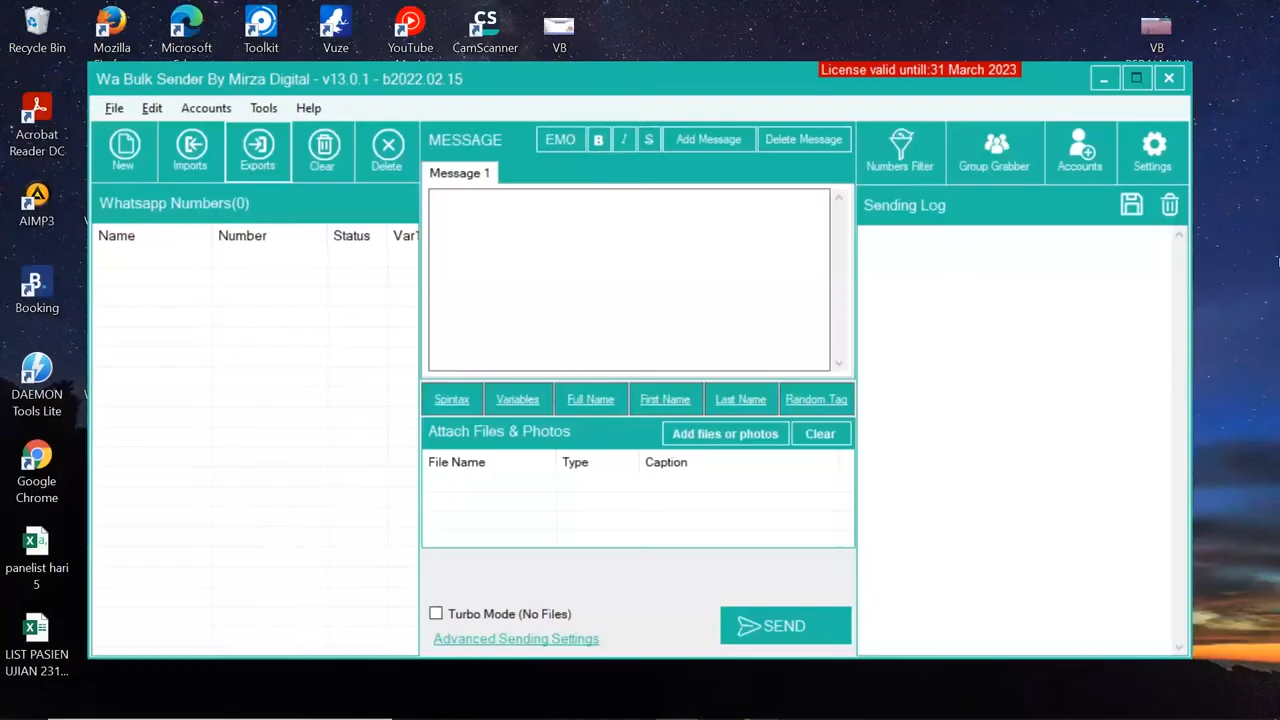 Recycle Bin
Mozilla
Microsoft
Toolkit
Vuze
YouTube
CS
CamScanner
VB
VB
Acrobat
Reader DC
AIMP3
B.
Booking
DAEMON
Tools Lite
Google
Chrome
panelist hari
5
LIST PASIEN
UJIAN 231...
Wa Bulk Sender By Mirza Digital - v13.0.1 - b2022.02.15
License valid untill:31 March 2023
File Edit Accounts Tools Help
New Imports Exports Clear Delete
Whatsapp Numbers(0)
Name Number Status Var1
MESSAGE EMO B I S Add Message Delete Message
Message 1
Spintax Variables Full Name First Name Last Name Random Tag
Attach Files & Photos Add files or photos Clear
File Name Type Caption
Turbo Mode (No Files)
Advanced Sending Settings
SEND
Numbers Filter Group Grabber Accounts Settings
Sending Log